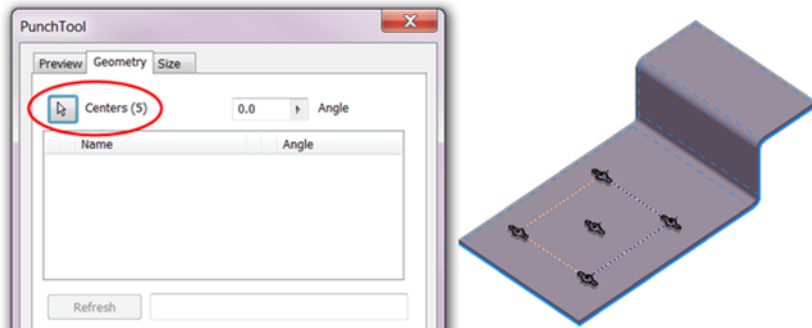 PunchTool
Preview Geometry Size
Centers (5) 0.0 Angle
Name Angle
Refresh